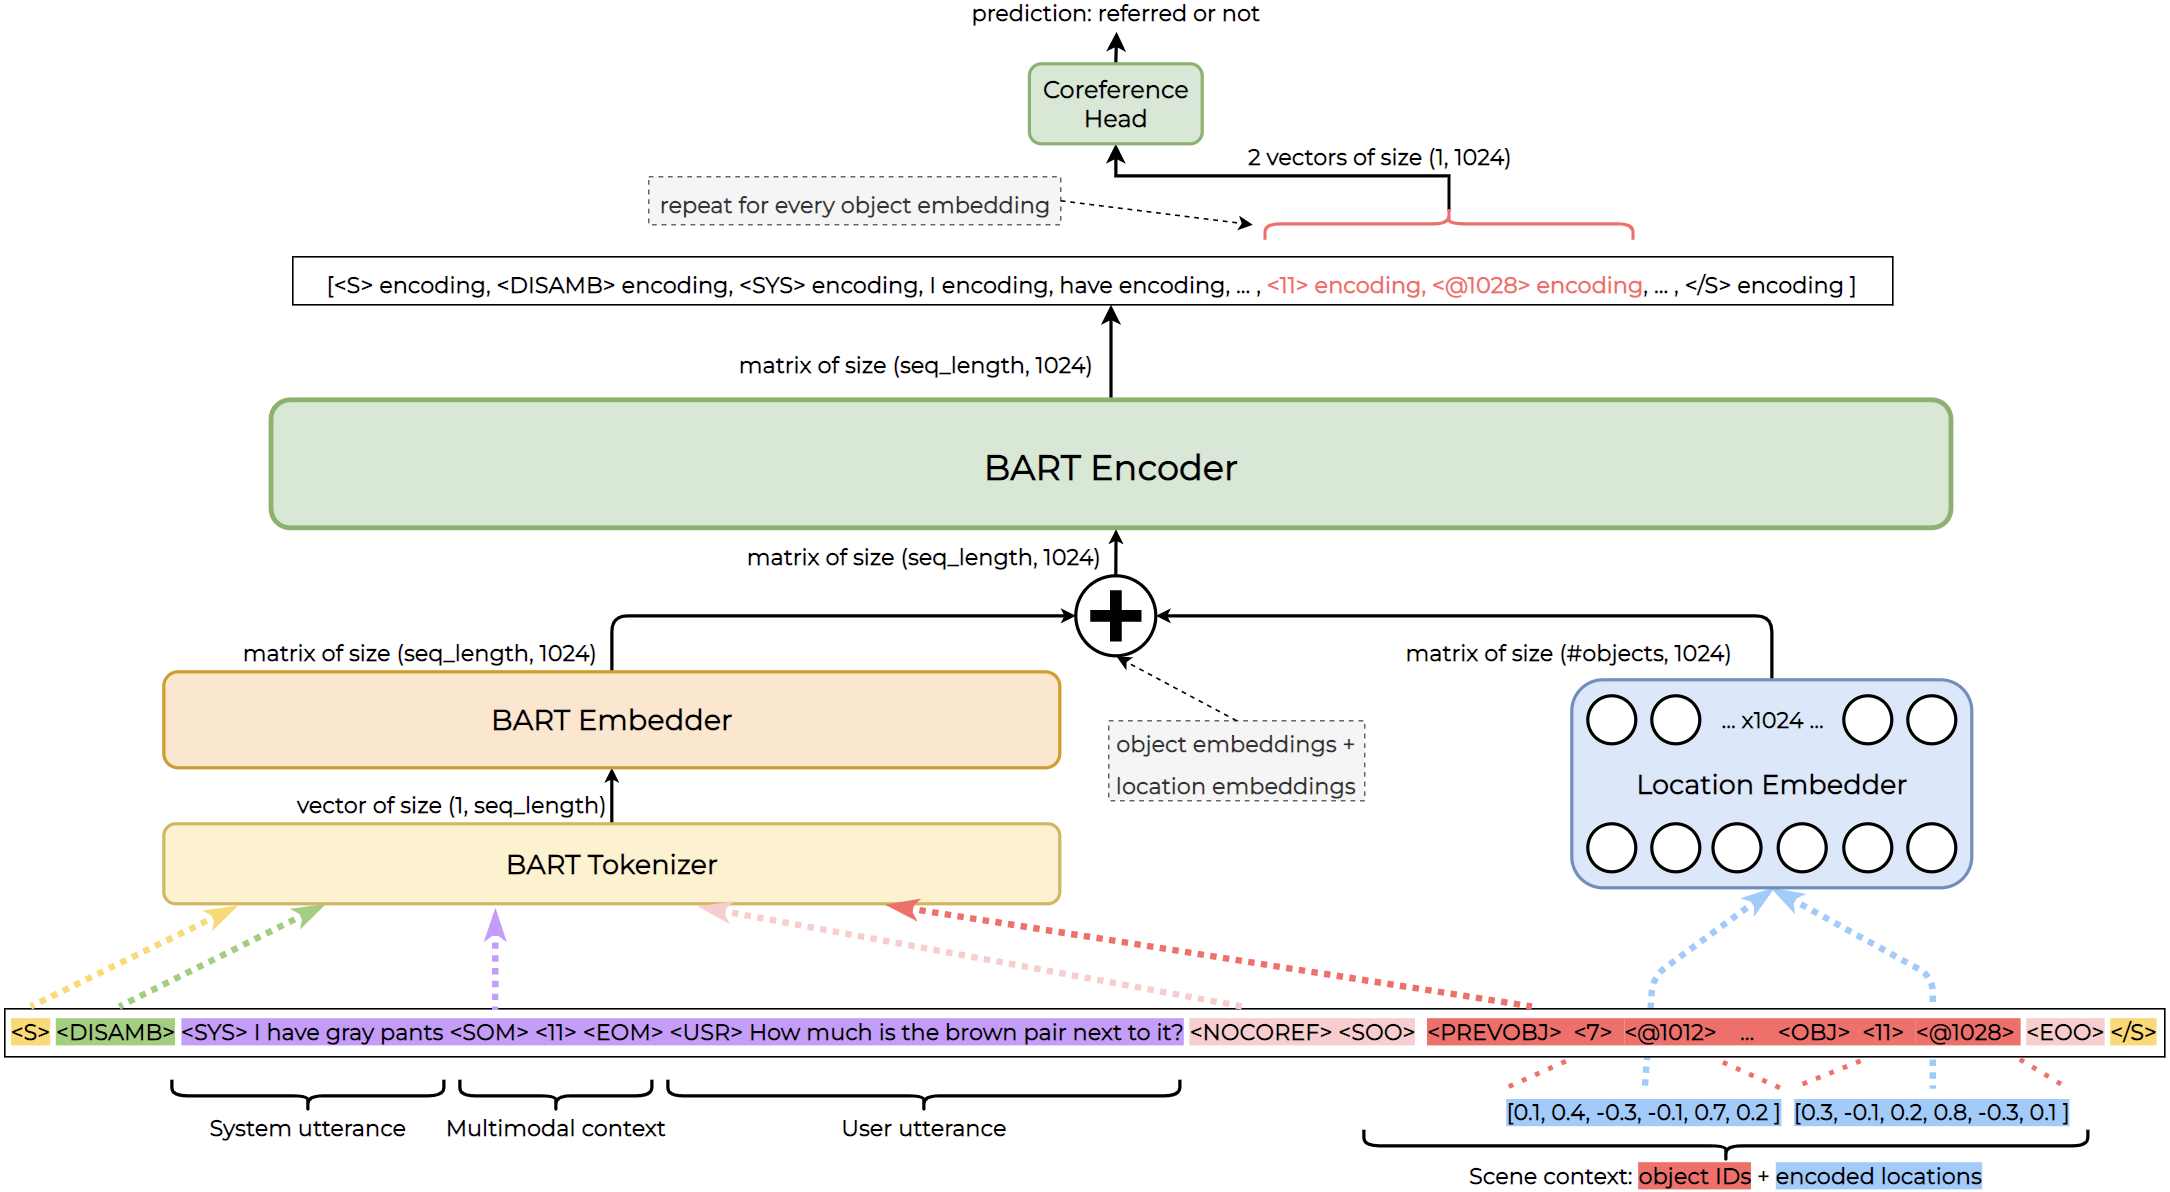 prediction: referred or not
Coreference
Head
2 vectors of size (1, 1024)
repeat for every object embedding
[<S> encoding, <DISAMB> encoding, <SYS> encoding, I encoding, have encoding, ... , <11> encoding, <@1028> encoding, ... , </S> encoding ]
matrix of size (seq_length, 1024)
BART Encoder
matrix of size (seq_length, 1024)
matrix of size (seq_length, 1024)
matrix of size (#objects, 1024)
BART Embedder
object embeddings +
location embeddings
... x1024 ...
Location Embedder
vector of size (1, seq_length)
BART Tokenizer
<S> <DISAMB> <SYS> I have gray pants <SOM> <11> <EOM> <USR> How much is the brown pair next to it? <NOCOREF> <SOO> <PREVOBJ> <7> <@1012> ... <OBJ> <11> <@1028> <EOO> </S>
[0.1, 0.4, -0.3, -0.1, 0.7, 0.2 ] [0.3, -0.1, 0.2, 0.8, -0.3, 0.1 ]
System utterance
Multimodal context
User utterance
Scene context: object IDs + encoded locations